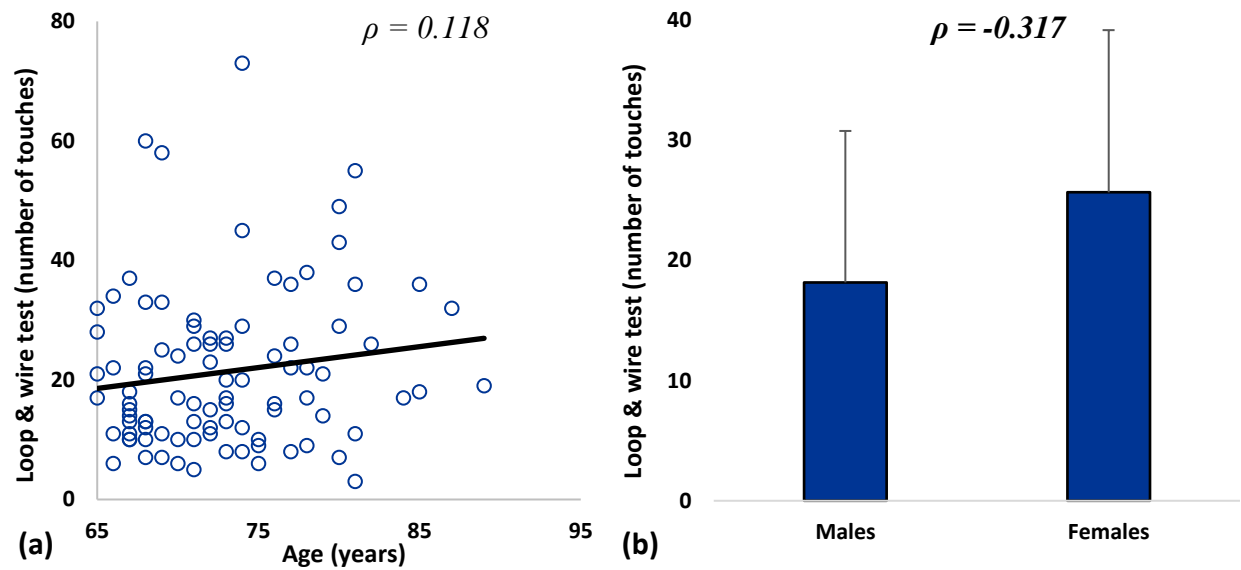 ρ = 0.118
Loop & wire test (number of touches)
80
60
40
20
0
65
75
85
95
Age (years)
(a)
ρ = -0.317
Loop & wire test (number of touches)
40
30
20
10
0
Males
Females
(b)